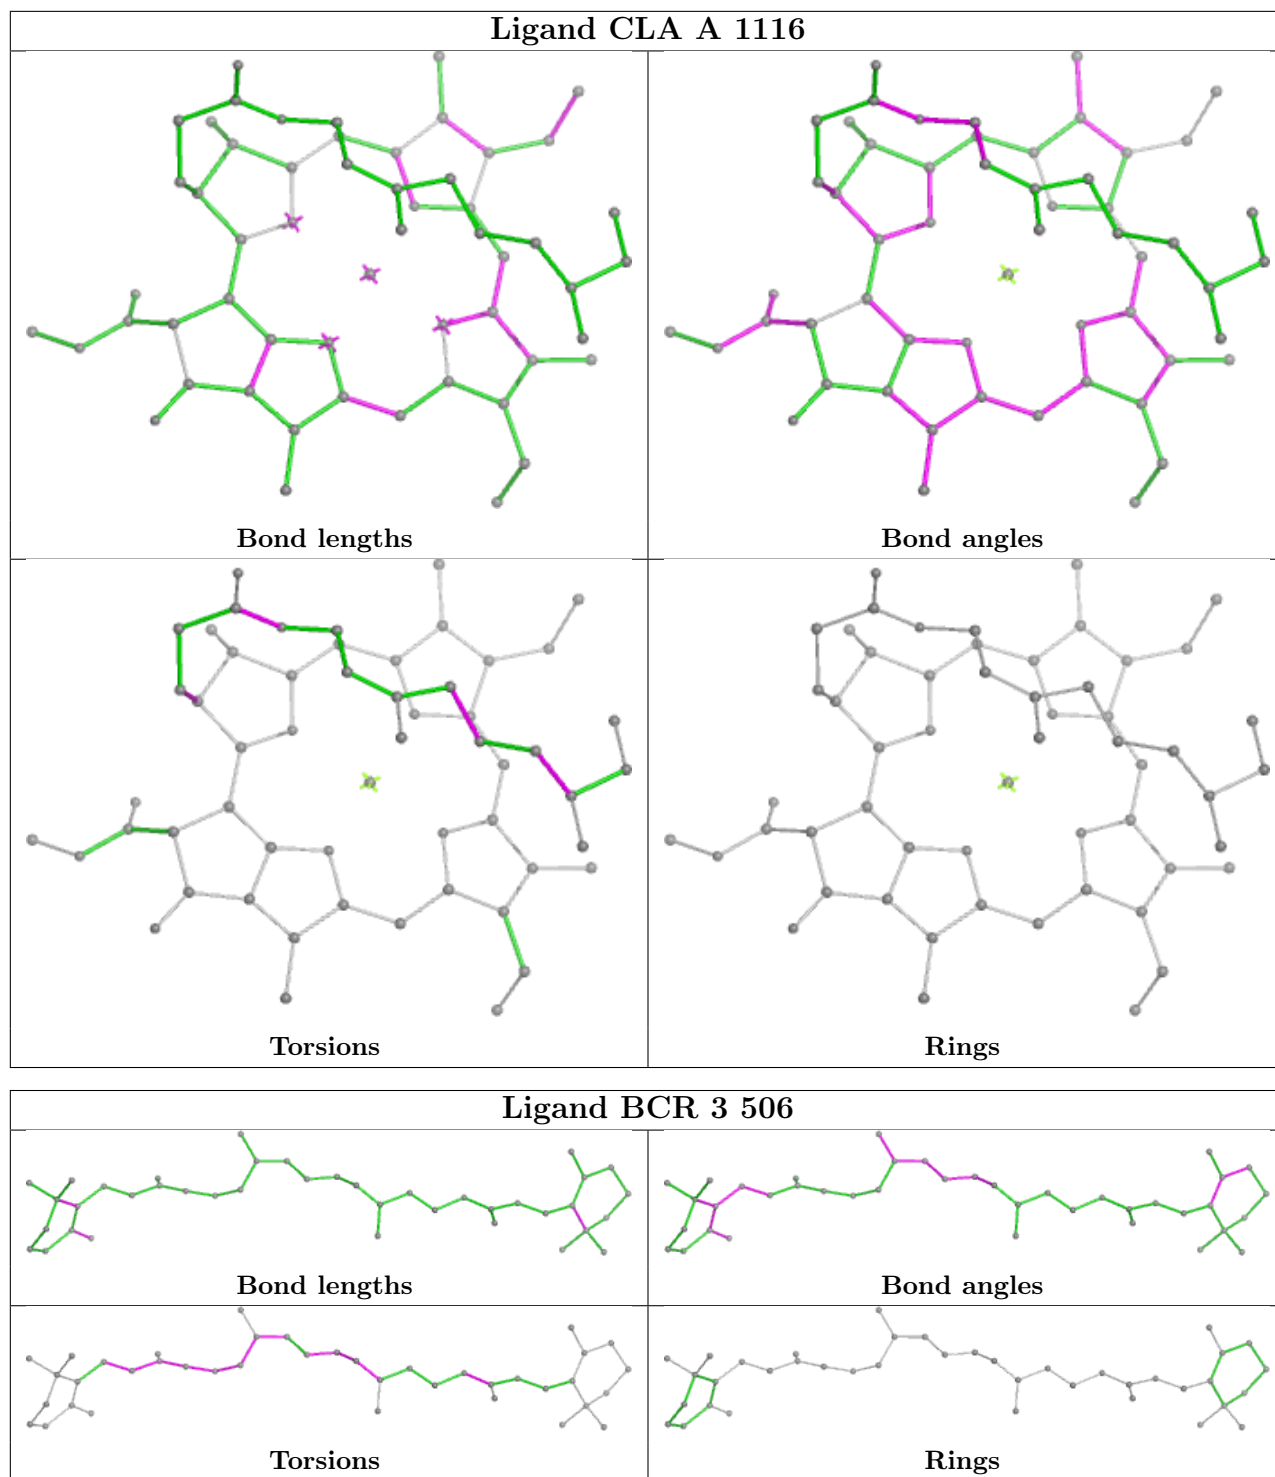 Ligand CLA A 1116
Bond lengths
Bond angles
Torsions
Rings
Ligand BCR 3 506
Bond lengths
Bond angles
Torsions
Rings